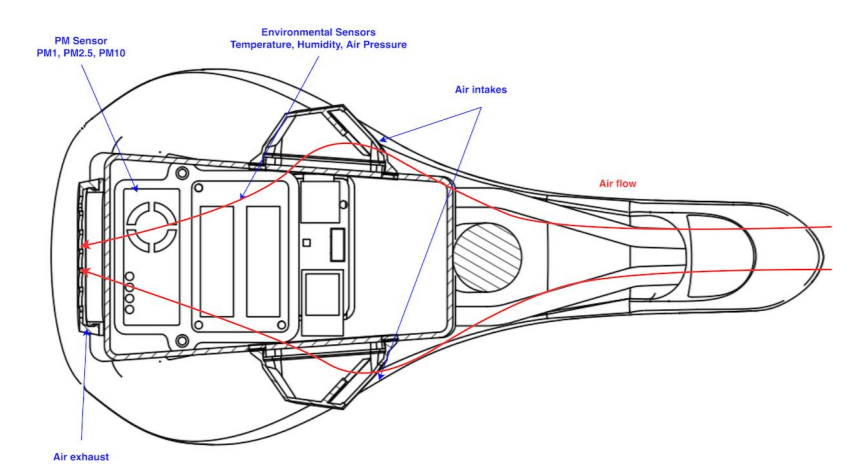 Environmental Sensors
Temperature, Humidity, Air Pressure
PM Sensor
PM1, PM2.5, PM10
Air intakes
Air flow
Air exhaust